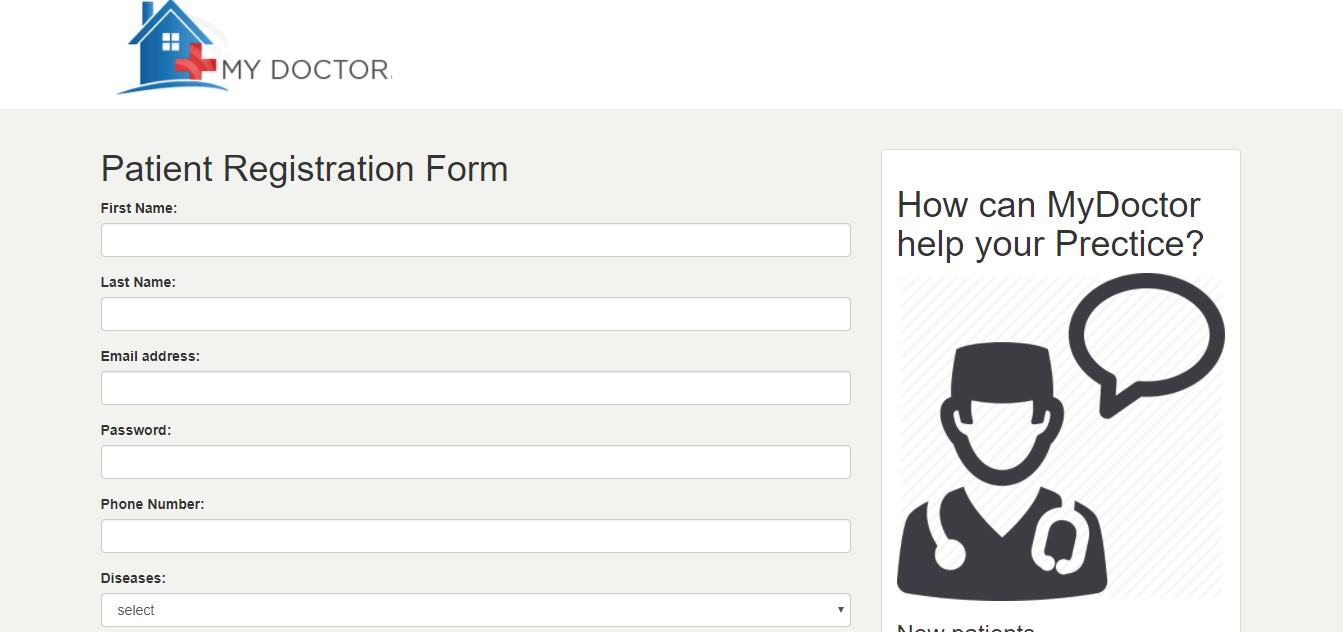 MY DOCTOR.
Patient Registration Form
First Name:
Last Name:
Email address:
Password:
Phone Number:
Diseases:
select
How can MyDoctor
help your Prectice?
New patients